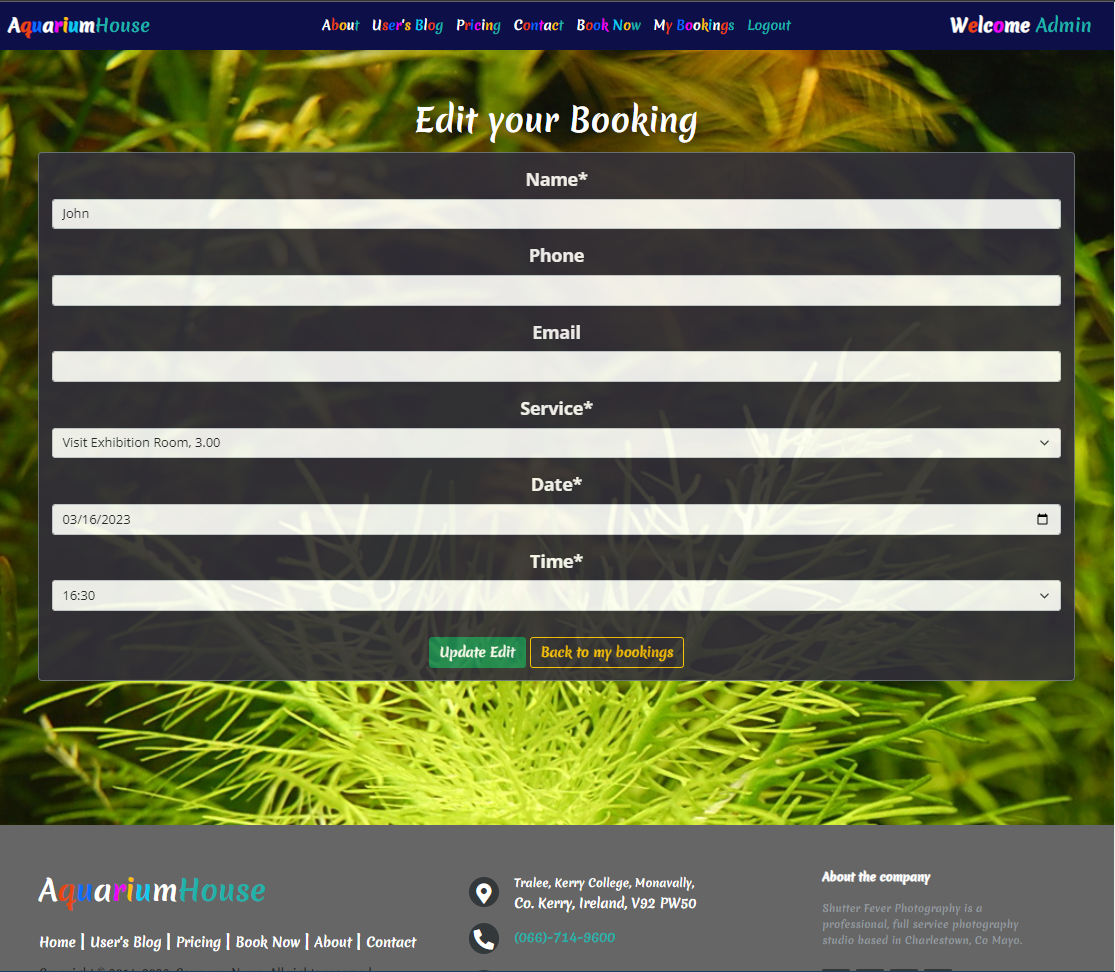 AquariumHouse
About User's Blog Pricing Contact Book Now My Bookings Logout
Welcome Admin
Edit your Booking
Name*
John
Phone
Email
Service*
Visit Exhibition Room, 3.00
Date*
03/16/2023
Time*
16:30
Update Edit Back to my bookings
AquariumHouse
Home | User's Blog | Pricing | Book Now | About | Contact
Tralee, Kerry College, Monavally,
Co. Kerry, Ireland, V92 PW50
(066)-714-9600
About the company
Shutter Fever Photography is a
professional, full service photography
studio based in Charlestown, Co Mayo.